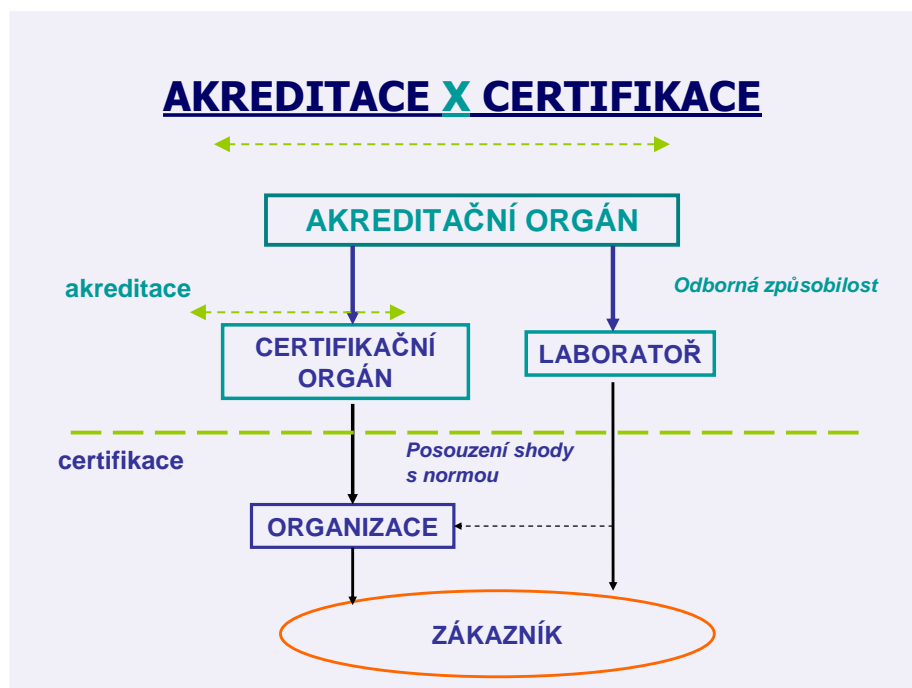 AKREDITACE X CERTIFIKACE
AKREDITAČNÍ ORGÁN
akreditace
Odborná způsobilost
CERTIFIKAČNÍ
ORGÁN
LABORATOŘ
certifikace
Posouzení shody
s normou
ORGANIZACE
ZÁKAZNÍK